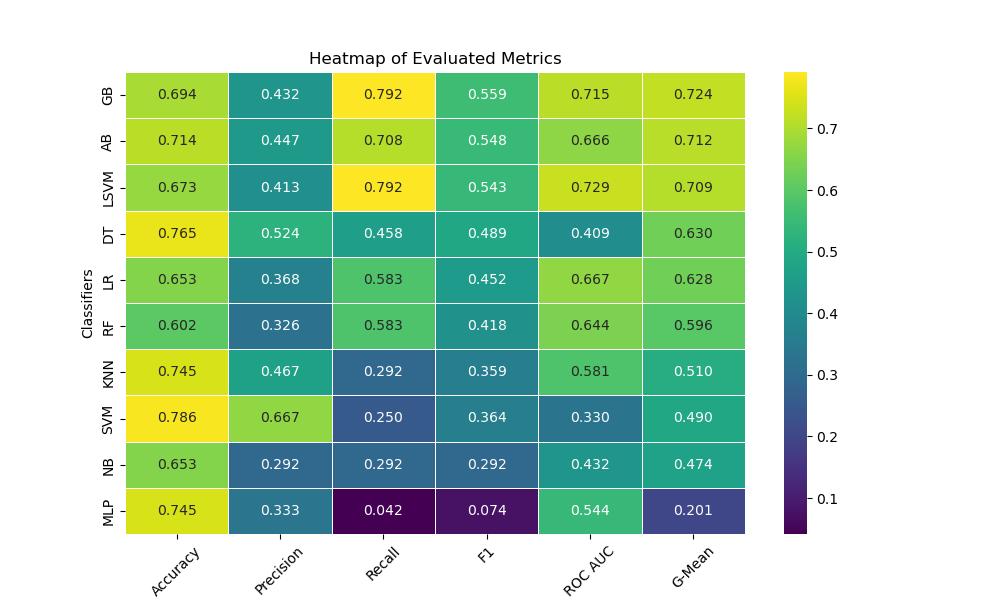 Heatmap of Evaluated Metrics
Classifiers
GB 0.694 0.432 0.792 0.559 0.715 0.724
AB 0.714 0.447 0.708 0.548 0.666 0.712
LSVM 0.673 0.413 0.792 0.543 0.729 0.709
DT 0.765 0.524 0.458 0.489 0.409 0.630
LR 0.653 0.368 0.583 0.452 0.667 0.628
RF 0.602 0.326 0.583 0.418 0.644 0.596
KNN 0.745 0.467 0.292 0.359 0.581 0.510
SVM 0.786 0.667 0.250 0.364 0.330 0.490
NB 0.653 0.292 0.292 0.292 0.432 0.474
MLP 0.745 0.333 0.042 0.074 0.544 0.201
Accuracy Precision Recall F1 ROC AUC G-Mean
0.7
0.6
0.5
0.4
0.3
0.2
0.1